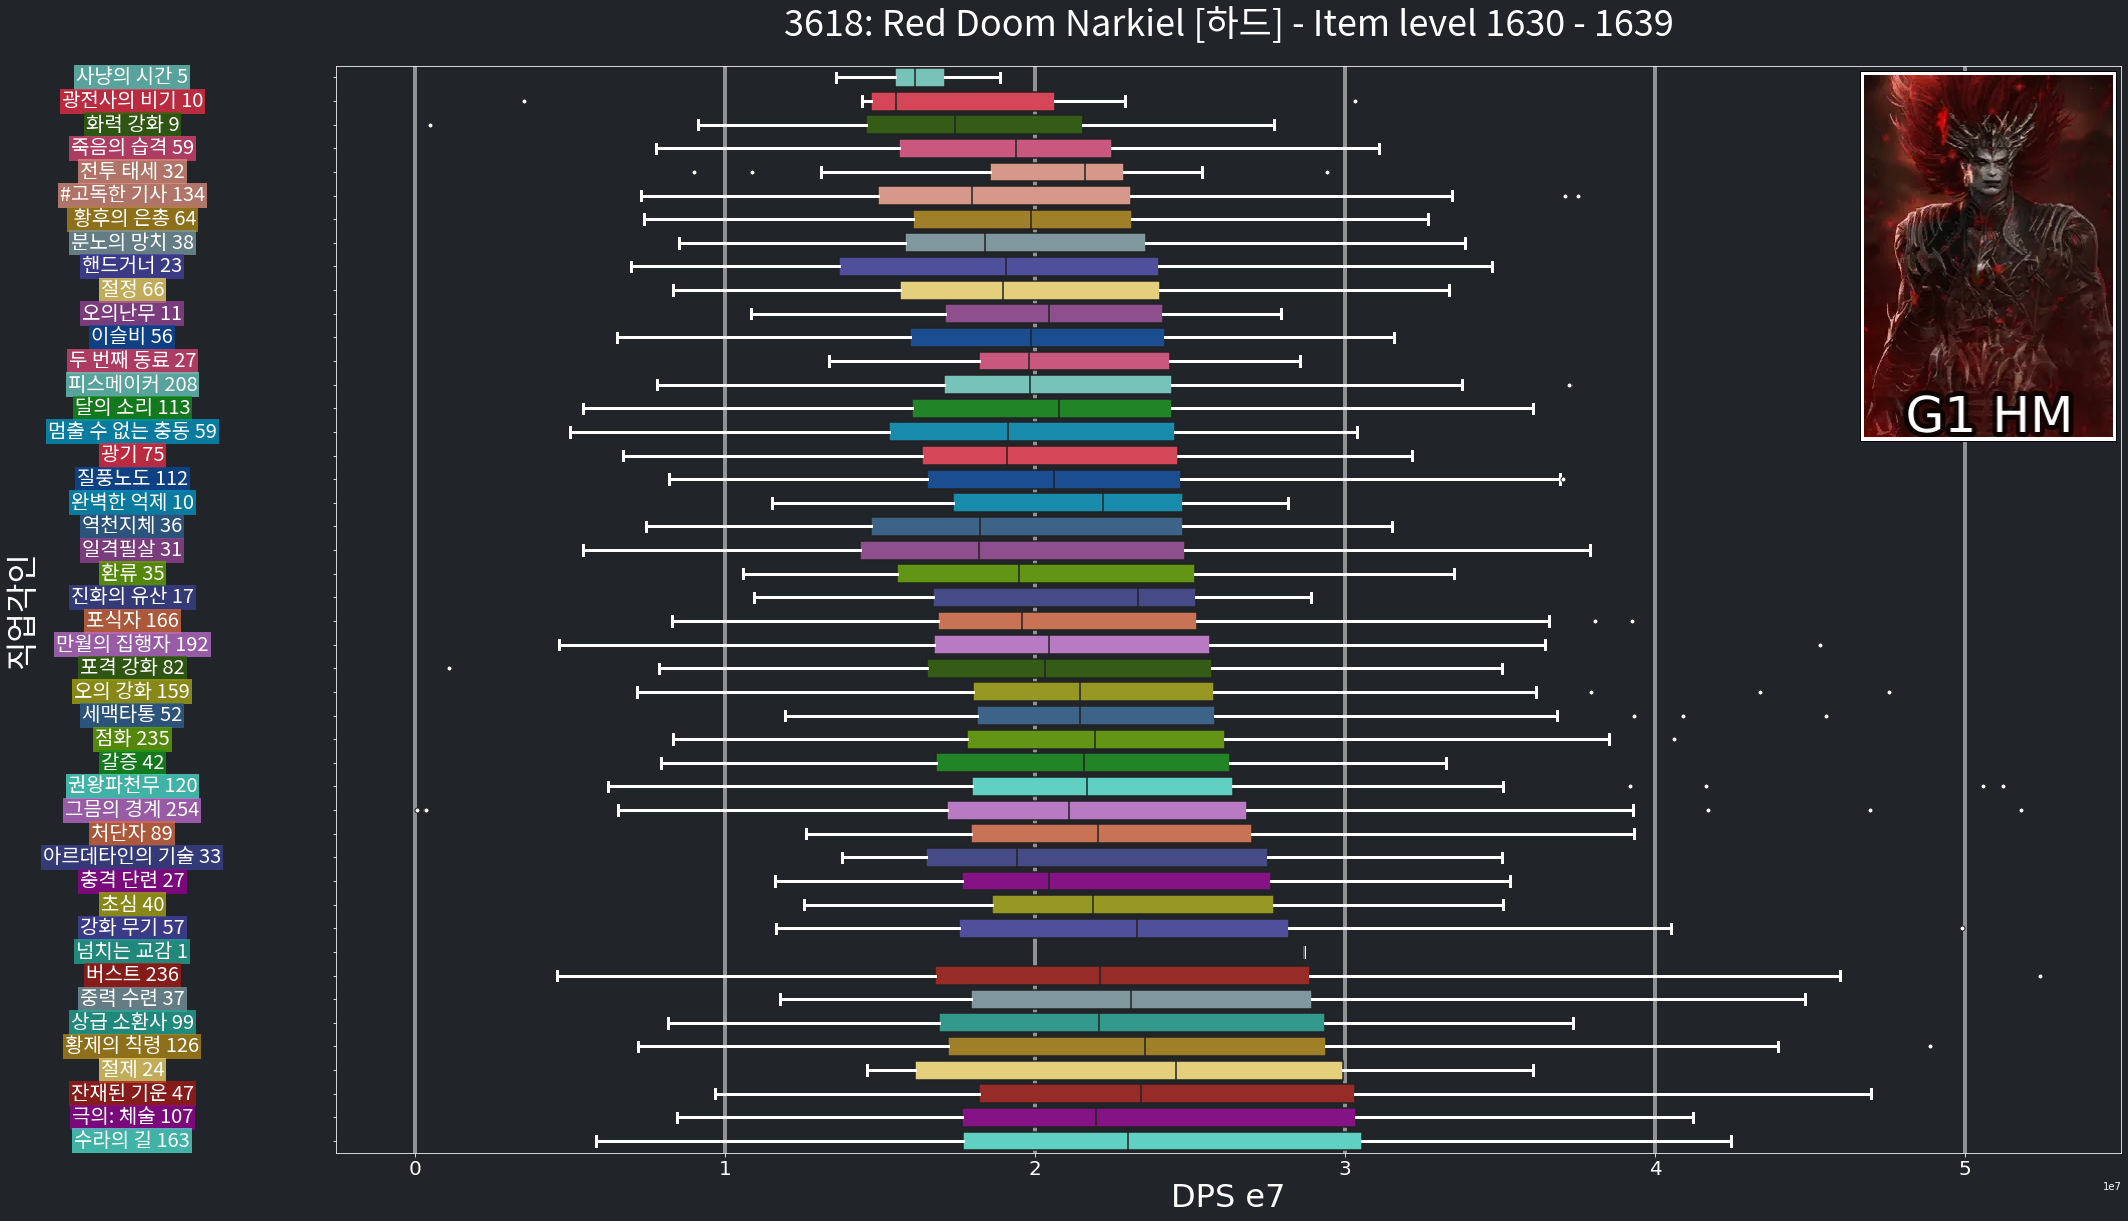 3618: Red Doom Narkiel [하드] - Item level 1630 - 1639
사냥의 시간 5
광전사의 비기 10
화력 강화 9
죽음의 습격 59
전투 태세 32
#고독한 기사 134
황후의 은총 64
분노의 망치 38
핸드거너 23
절정 66
오의난무 11
이슬비 56
두 번째 동료 27
피스메이커 208
달의 소리 113
멈출 수 없는 충동 59
광기 75
질풍노도 112
완벽한 억제 10
역천지체 36
일격필살 31
환류 35
진화의 유산 17
포식자 166
만월의 집행자 192
포격 강화 82
오의 강화 159
세맥타통 52
점화 235
갈증 42
권왕파천무 120
그믐의 경계 254
처단자 89
아르데타인의 기술 33
충격 단련 27
초심 40
강화 무기 57
넘치는 교감 1
버스트 236
중력 수련 37
상급 소환사 99
황제의 칙령 126
절제 24
잔재된 기운 47
극의: 체술 107
수라의 길 163
직업각인
G1 HM
0 1 2 3 4 5
1e7
DPS e7